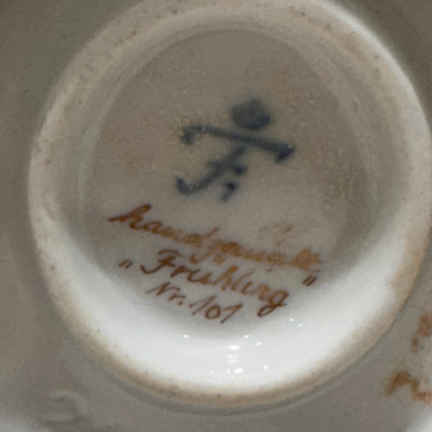 handgemalt
"Frühling"
Nr. 101